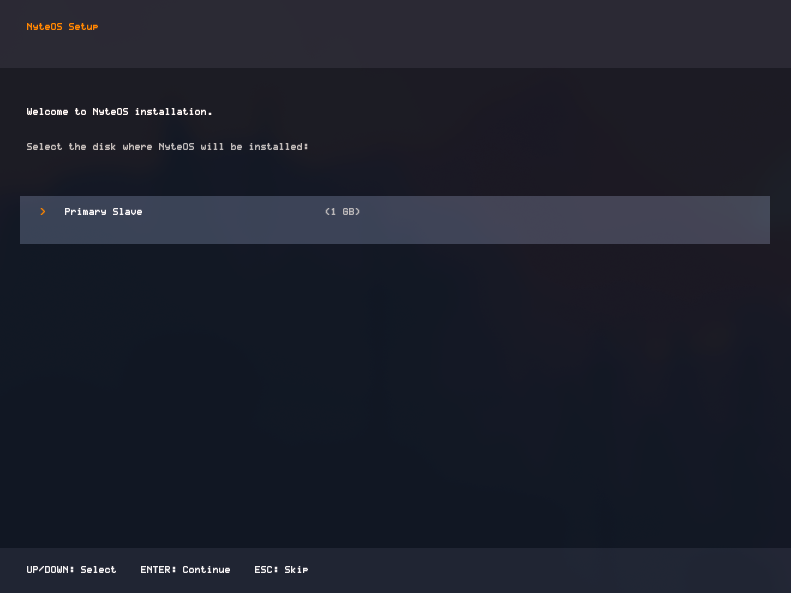 NyteOS Setup
Welcome to NyteOS installation.
Select the disk where NyteOS will be installed:
> Primary Slave (1 GB)
UP/DOWN: Select ENTER: Continue ESC: Skip